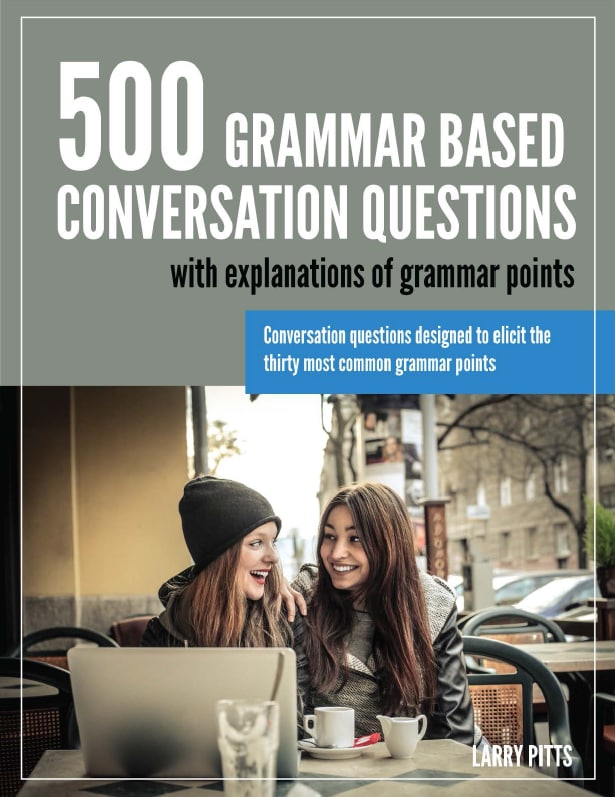 500 GRAMMAR BASED
CONVERSATION QUESTIONS
with explanations of grammar points
Conversation questions designed to elicit the
thirty most common grammar points
LARRY PITTS